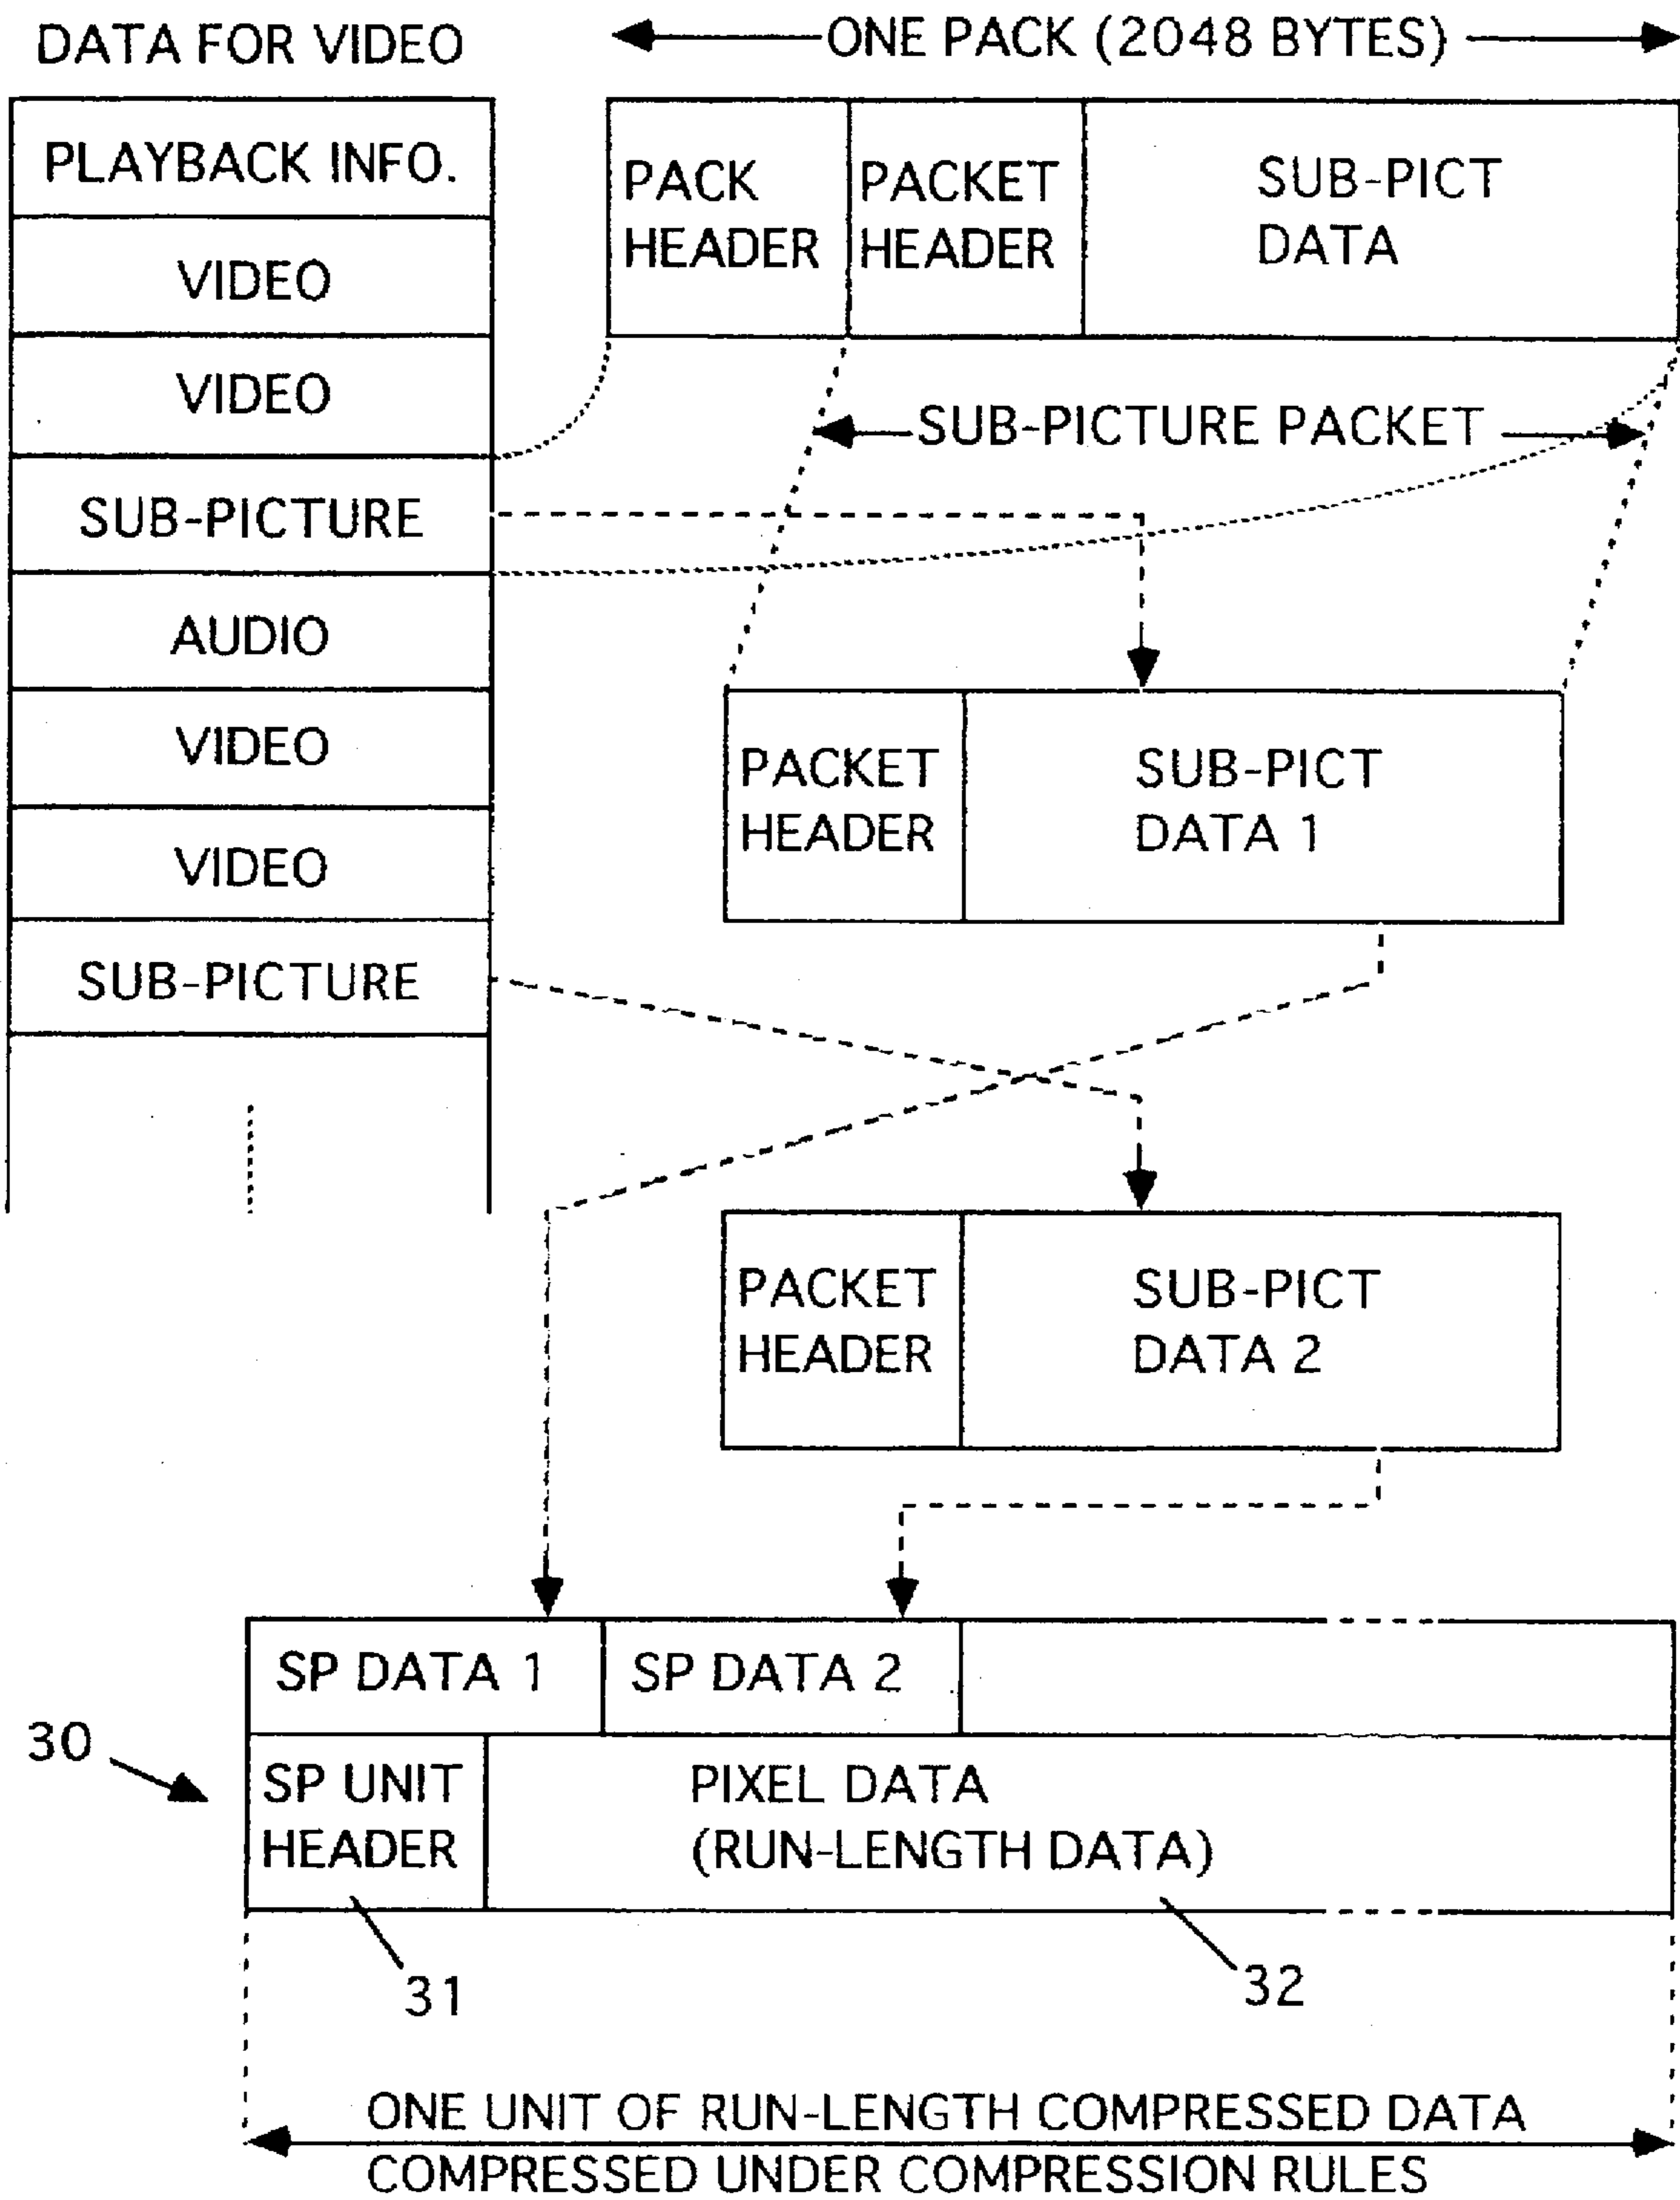 DATA FOR VIDEO
ONE PACK (2048 BYTES)
PLAYBACK INFO.
VIDEO
VIDEO
SUB-PICTURE
AUDIO
VIDEO
VIDEO
SUB-PICTURE
PACK
HEADER
PACKET
HEADER
SUB-PICT
DATA
SUB-PICTURE PACKET
PACKET
HEADER
SUB-PICT
DATA 1
PACKET
HEADER
SUB-PICT
DATA 2
SP DATA 1
SP DATA 2
30
SP UNIT
HEADER
PIXEL DATA
(RUN-LENGTH DATA)
31
32
ONE UNIT OF RUN-LENGTH COMPRESSED DATA
COMPRESSED UNDER COMPRESSION RULES